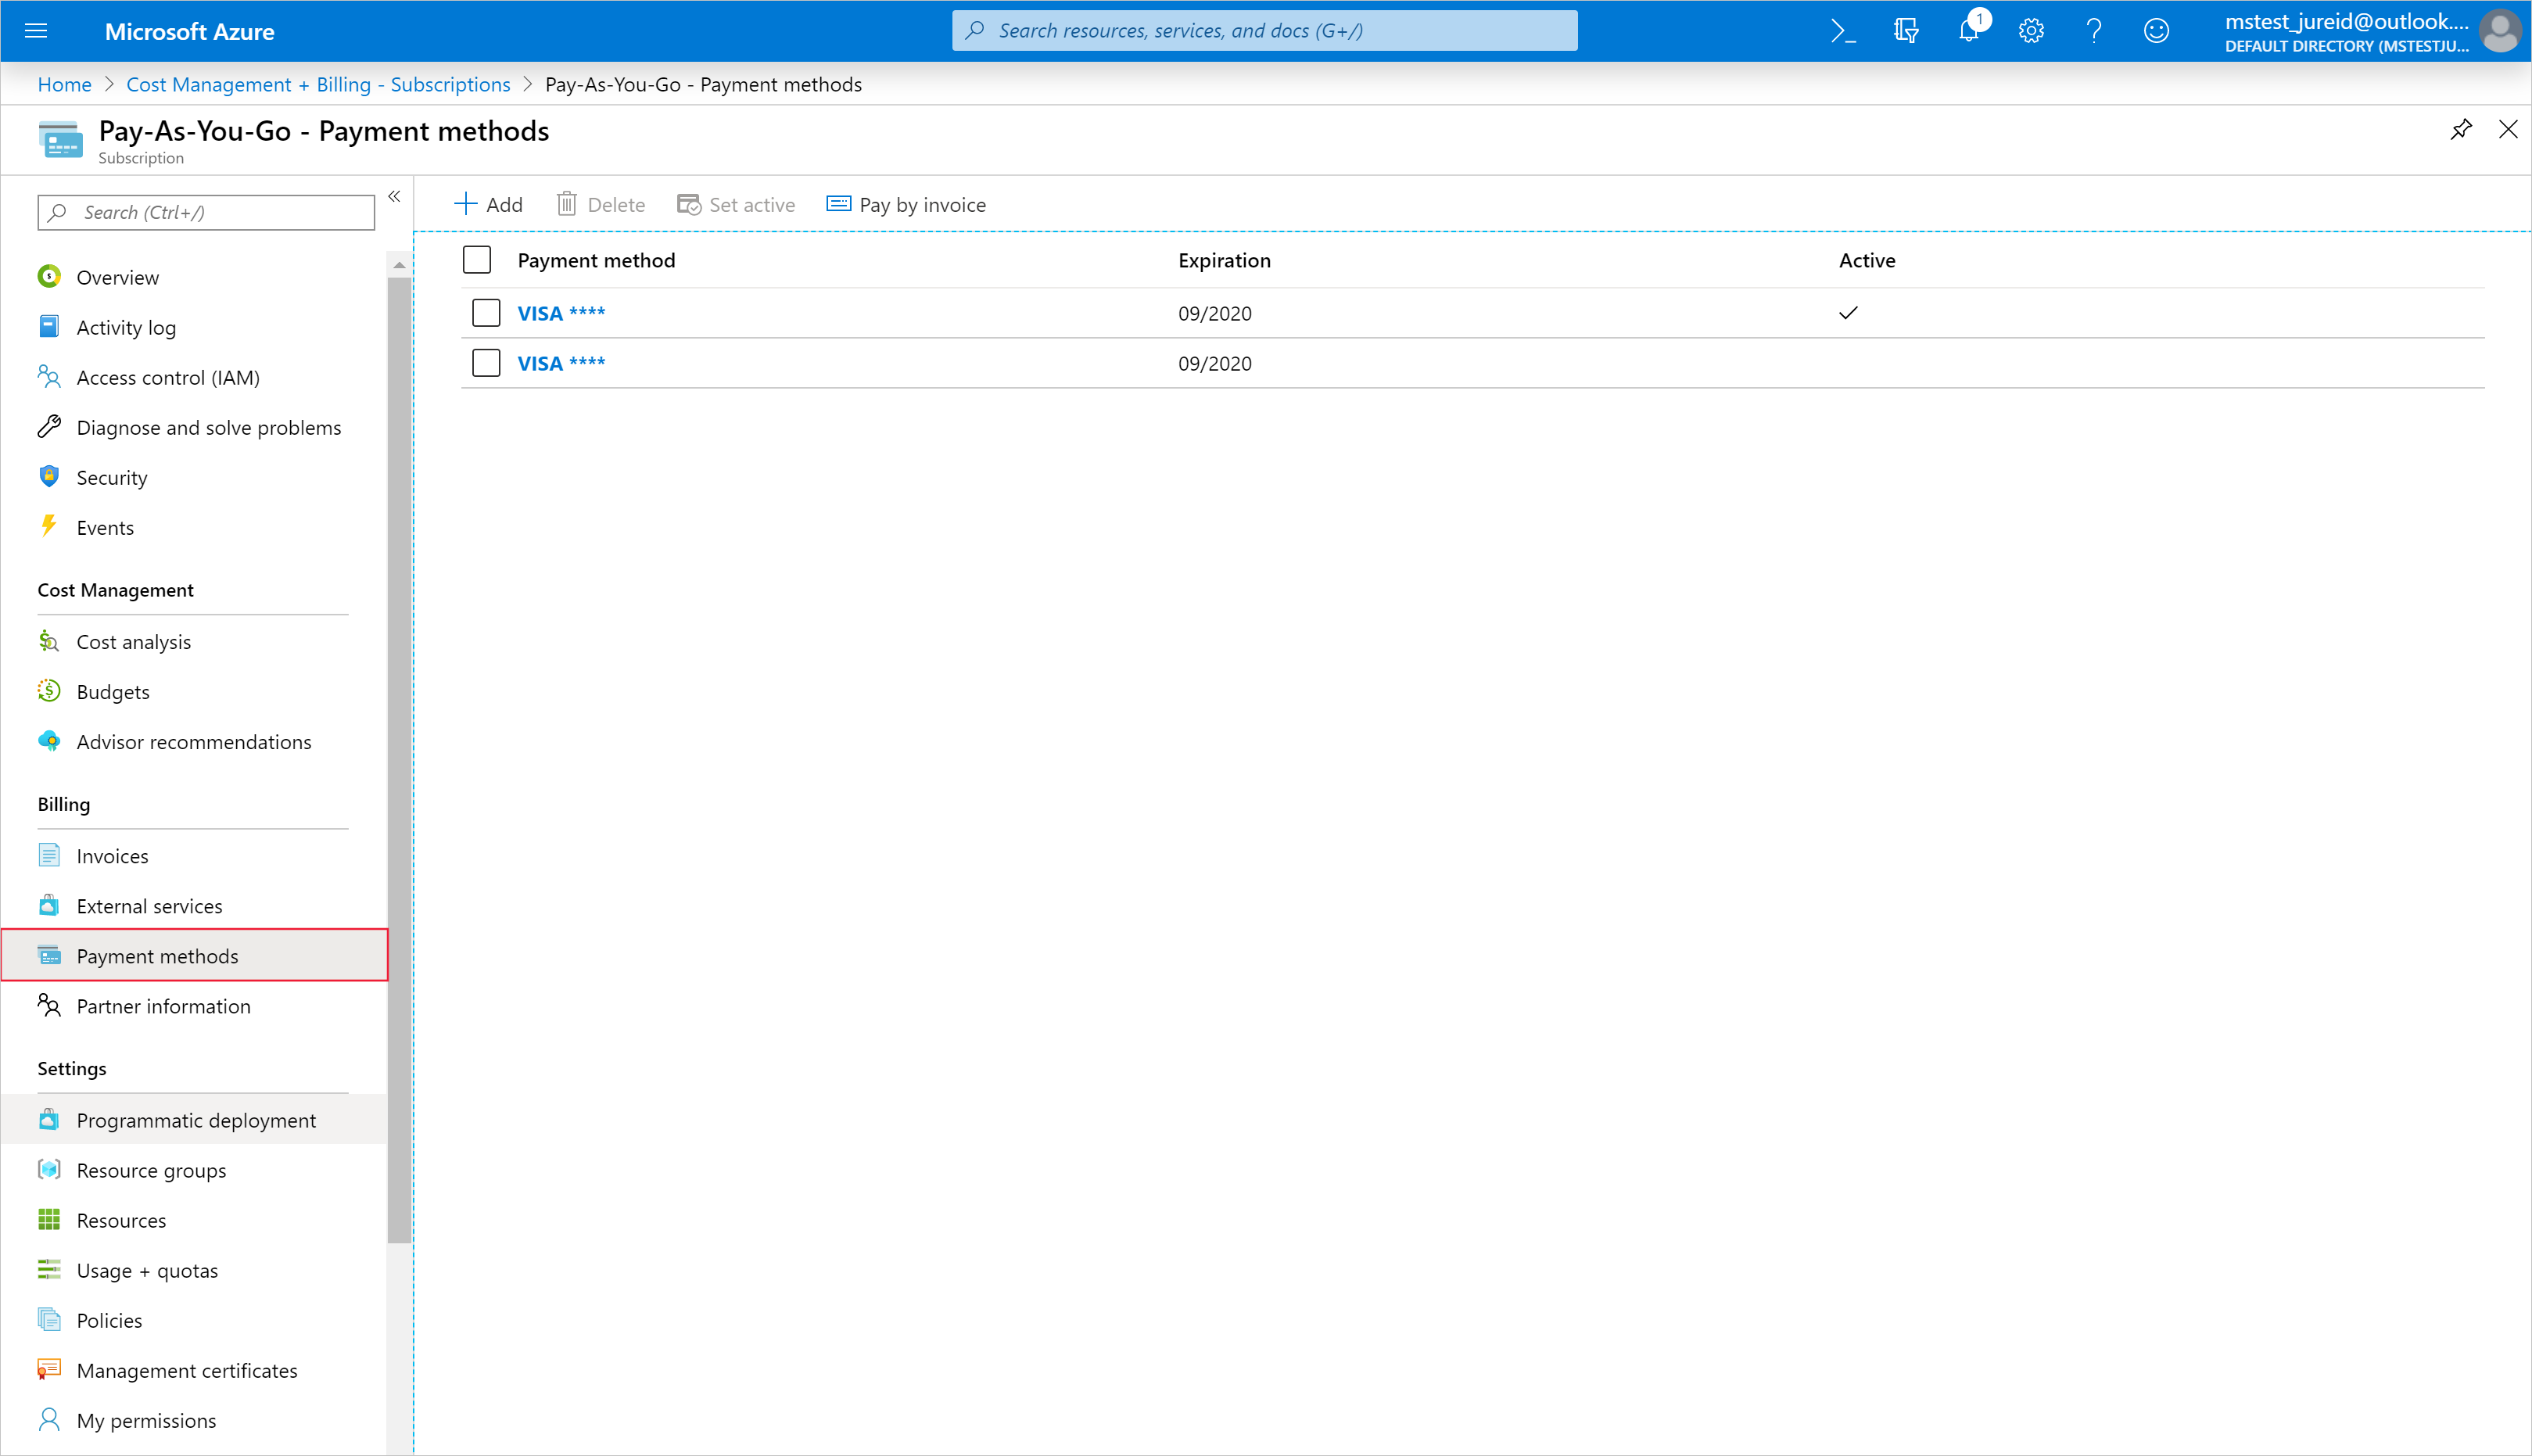 Microsoft Azure
Search resources, services, and docs (G+/)
1
mstest_jureid@outlook....
DEFAULT DIRECTORY (MSTESTJU...
Home > Cost Management + Billing - Subscriptions > Pay-As-You-Go - Payment methods
Pay-As-You-Go - Payment methods
Subscription
Search (Ctrl+/)
Overview
Activity log
Access control (IAM)
Diagnose and solve problems
Security
Events
Cost Management
Cost analysis
Budgets
Advisor recommendations
Billing
Invoices
External services
Payment methods
Partner information
Settings
Programmatic deployment
Resource groups
Resources
Usage + quotas
Policies
Management certificates
My permissions
Add Delete Set active Pay by invoice
Payment method Expiration Active
VISA **** 09/2020
VISA **** 09/2020